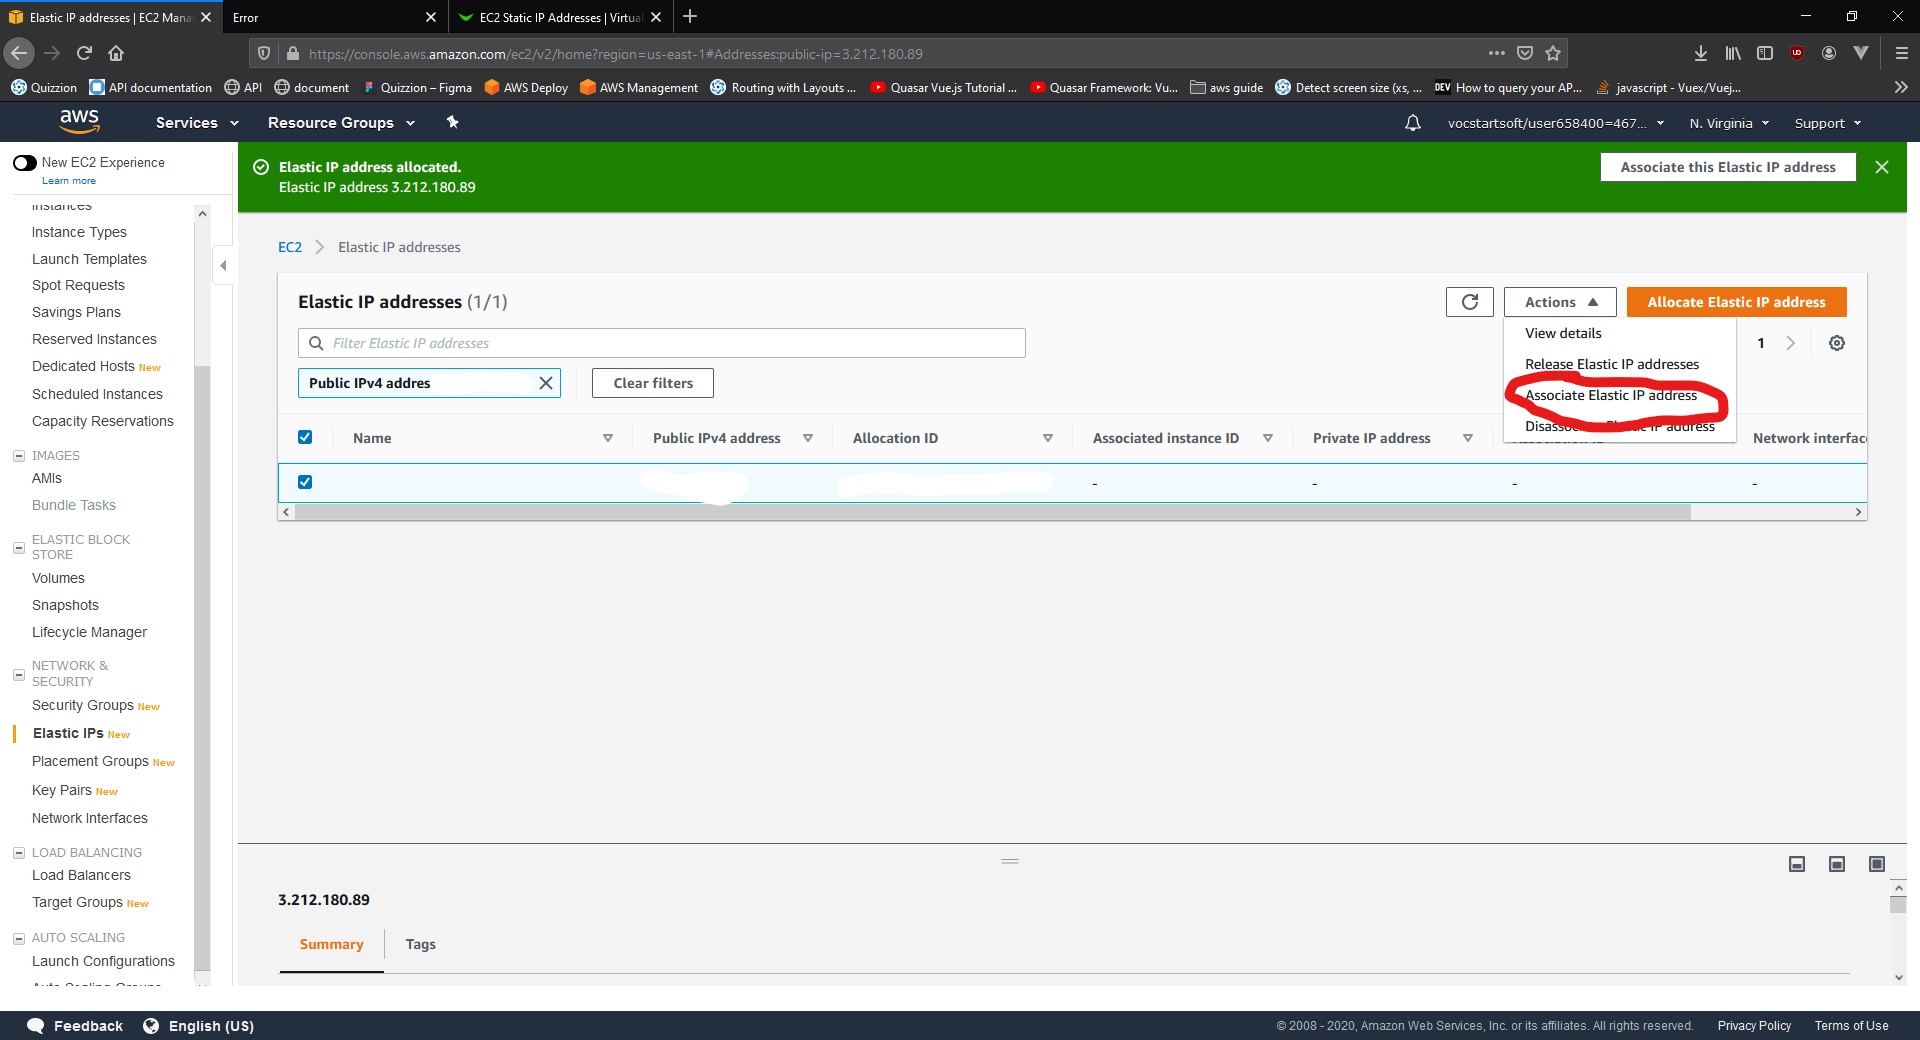 Elastic IP addresses | EC2 Mana
Error
EC2 Static IP Addresses | Virtual
https://console.aws.amazon.com/ec2/v2/home?region=us-east-1#Addresses:public-ip=3.212.180.89
Quizzion
API documentation
API
document
Quizzion – Figma
AWS Deploy
AWS Management
Routing with Layouts ...
Quasar Vue.js Tutorial ...
Quasar Framework: Vu...
aws guide
Detect screen size (xs, ...
DEV How to query your AP...
javascript - Vuex/Vuej...
aws
Services
Resource Groups
vocstartsoft/user658400=467...
N. Virginia
Support
New EC2 Experience
Learn more
Instances
Instance Types
Launch Templates
Spot Requests
Savings Plans
Reserved Instances
Dedicated Hosts New
Scheduled Instances
Capacity Reservations
IMAGES
AMIs
Bundle Tasks
ELASTIC BLOCK
STORE
Volumes
Snapshots
Lifecycle Manager
NETWORK &
SECURITY
Security Groups New
Elastic IPs New
Placement Groups New
Key Pairs New
Network Interfaces
LOAD BALANCING
Load Balancers
Target Groups New
AUTO SCALING
Launch Configurations
Auto Scaling Groups
Elastic IP address allocated.
Elastic IP address 3.212.180.89
Associate this Elastic IP address
EC2
Elastic IP addresses
Elastic IP addresses (1/1)
Actions
Allocate Elastic IP address
View details
Release Elastic IP addresses
Associate Elastic IP address
Disassociate Elastic IP address
Filter Elastic IP addresses
1
Public IPv4 addres
Clear filters
Name
Public IPv4 address
Allocation ID
Associated instance ID
Private IP address
Network interfac
-
-
-
-
3.212.180.89
Summary
Tags
Feedback
English (US)
© 2008 - 2020, Amazon Web Services, Inc. or its affiliates. All rights reserved.
Privacy Policy
Terms of Use